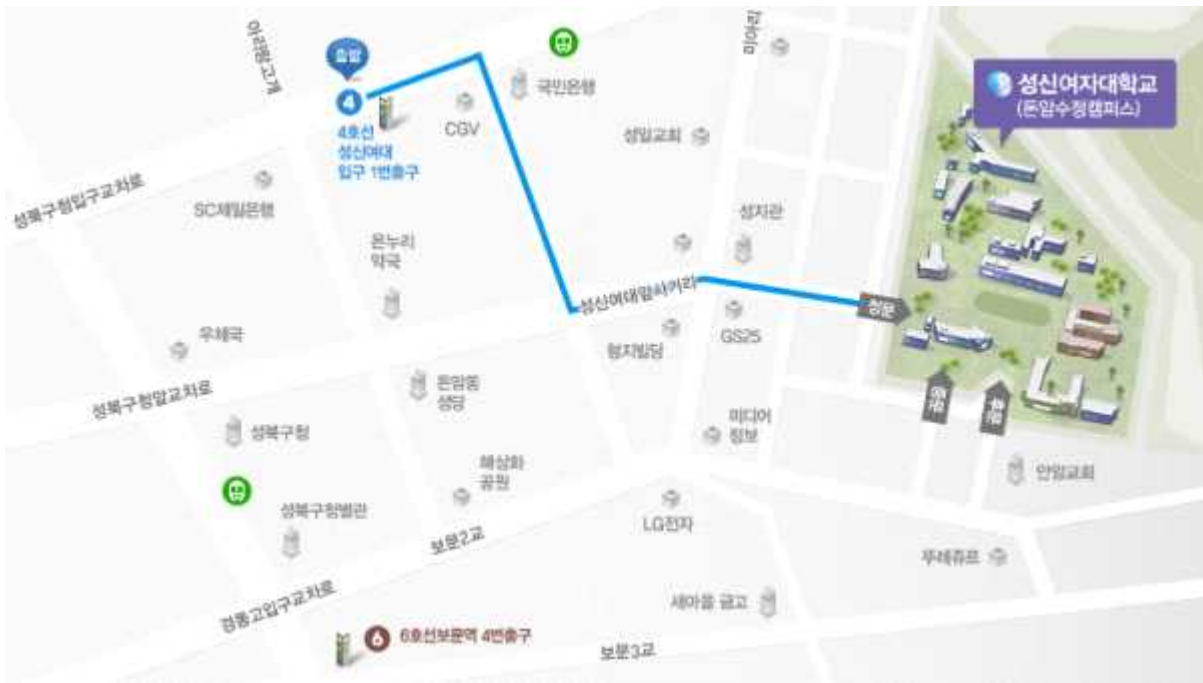 아리랑고개
미아리
출발
국민은행
성신여자대학교
(돈암수정캠퍼스)
4
CGV
4호선
성신여대
입구 1번출구
성일교회
성북구청입구교차로
SC제일은행
성지관
온누리
약국
성신여대앞사거리
정문
우체국
형지빌딩
GS25
성북구청앞교차로
돈암동
성당
성북구청
미디어
정보
해상화
공원
안암교회
성북구청별관
LG전자
보문2교
뚜레쥬르
경동고입구교차로
새마을 금고
6
6호선보문역 4번출구
보문3교